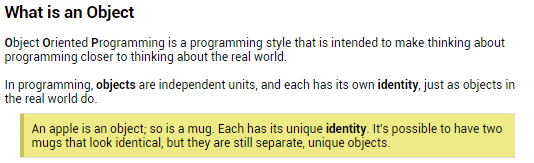 What is an Object
Object Oriented Programming is a programming style that is intended to make thinking about
programming closer to thinking about the real world.
In programming, objects are independent units, and each has its own identity, just as objects in
the real world do.
An apple is an object; so is a mug. Each has its unique identity. It's possible to have two
mugs that look identical, but they are still separate, unique objects.